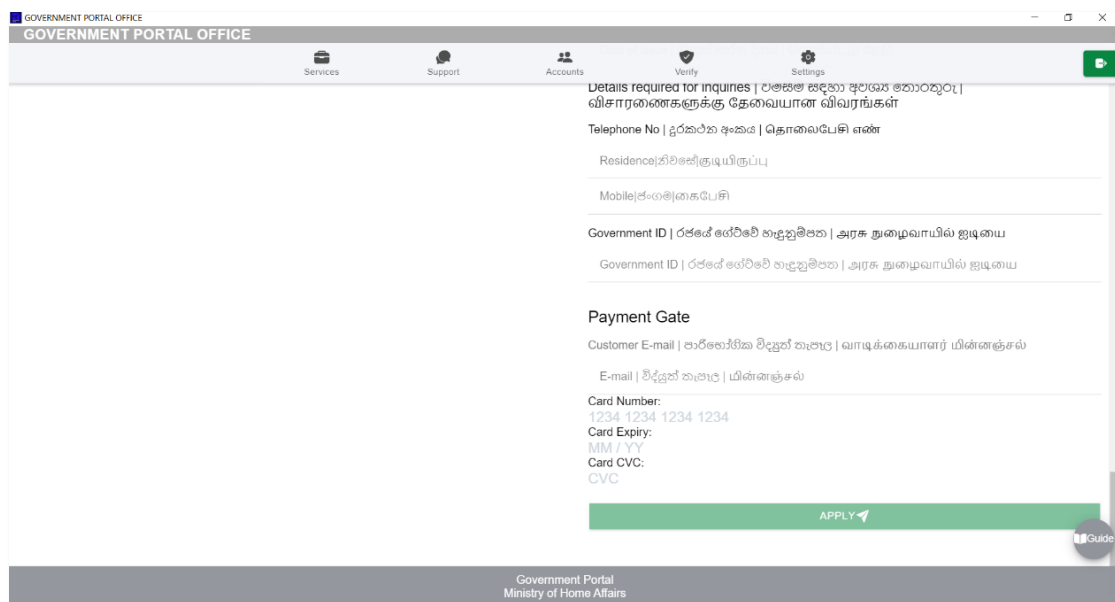 GOVERNMENT PORTAL OFFICE
GOVERNMENT PORTAL OFFICE
Services Support Accounts Verify Settings
Details required for inquiries | විමසීම් සඳහා අවශ්‍ය තොරතුරු |
விசாரணைகளுக்கு தேவையான விவரங்கள்
Telephone No | දුරකථන අංකය | தொலைபேசி எண்
Residence|නිවසේ|குடியிருப்பு
Mobile|ජංගම|கைபேசி
Government ID | රජයේ ගේට්වේ හැඳුනුම්පත | அரசு நுழைவாயில் ஐடியை
Government ID | රජයේ ගේට්වේ හැඳුනුම්පත | அரசு நுழைவாயில் ஐடியை
Payment Gate
Customer E-mail | පාරිභෝගික විද්‍යුත් තැපෑල | வாடிக்கையாளர் மின்னஞ்சல்
E-mail | විද්‍යුත් තැපෑල | மின்னஞ்சல்
Card Number:
1234 1234 1234 1234
Card Expiry:
MM / YY
Card CVC:
CVC
APPLY
Guide
Government Portal
Ministry of Home Affairs